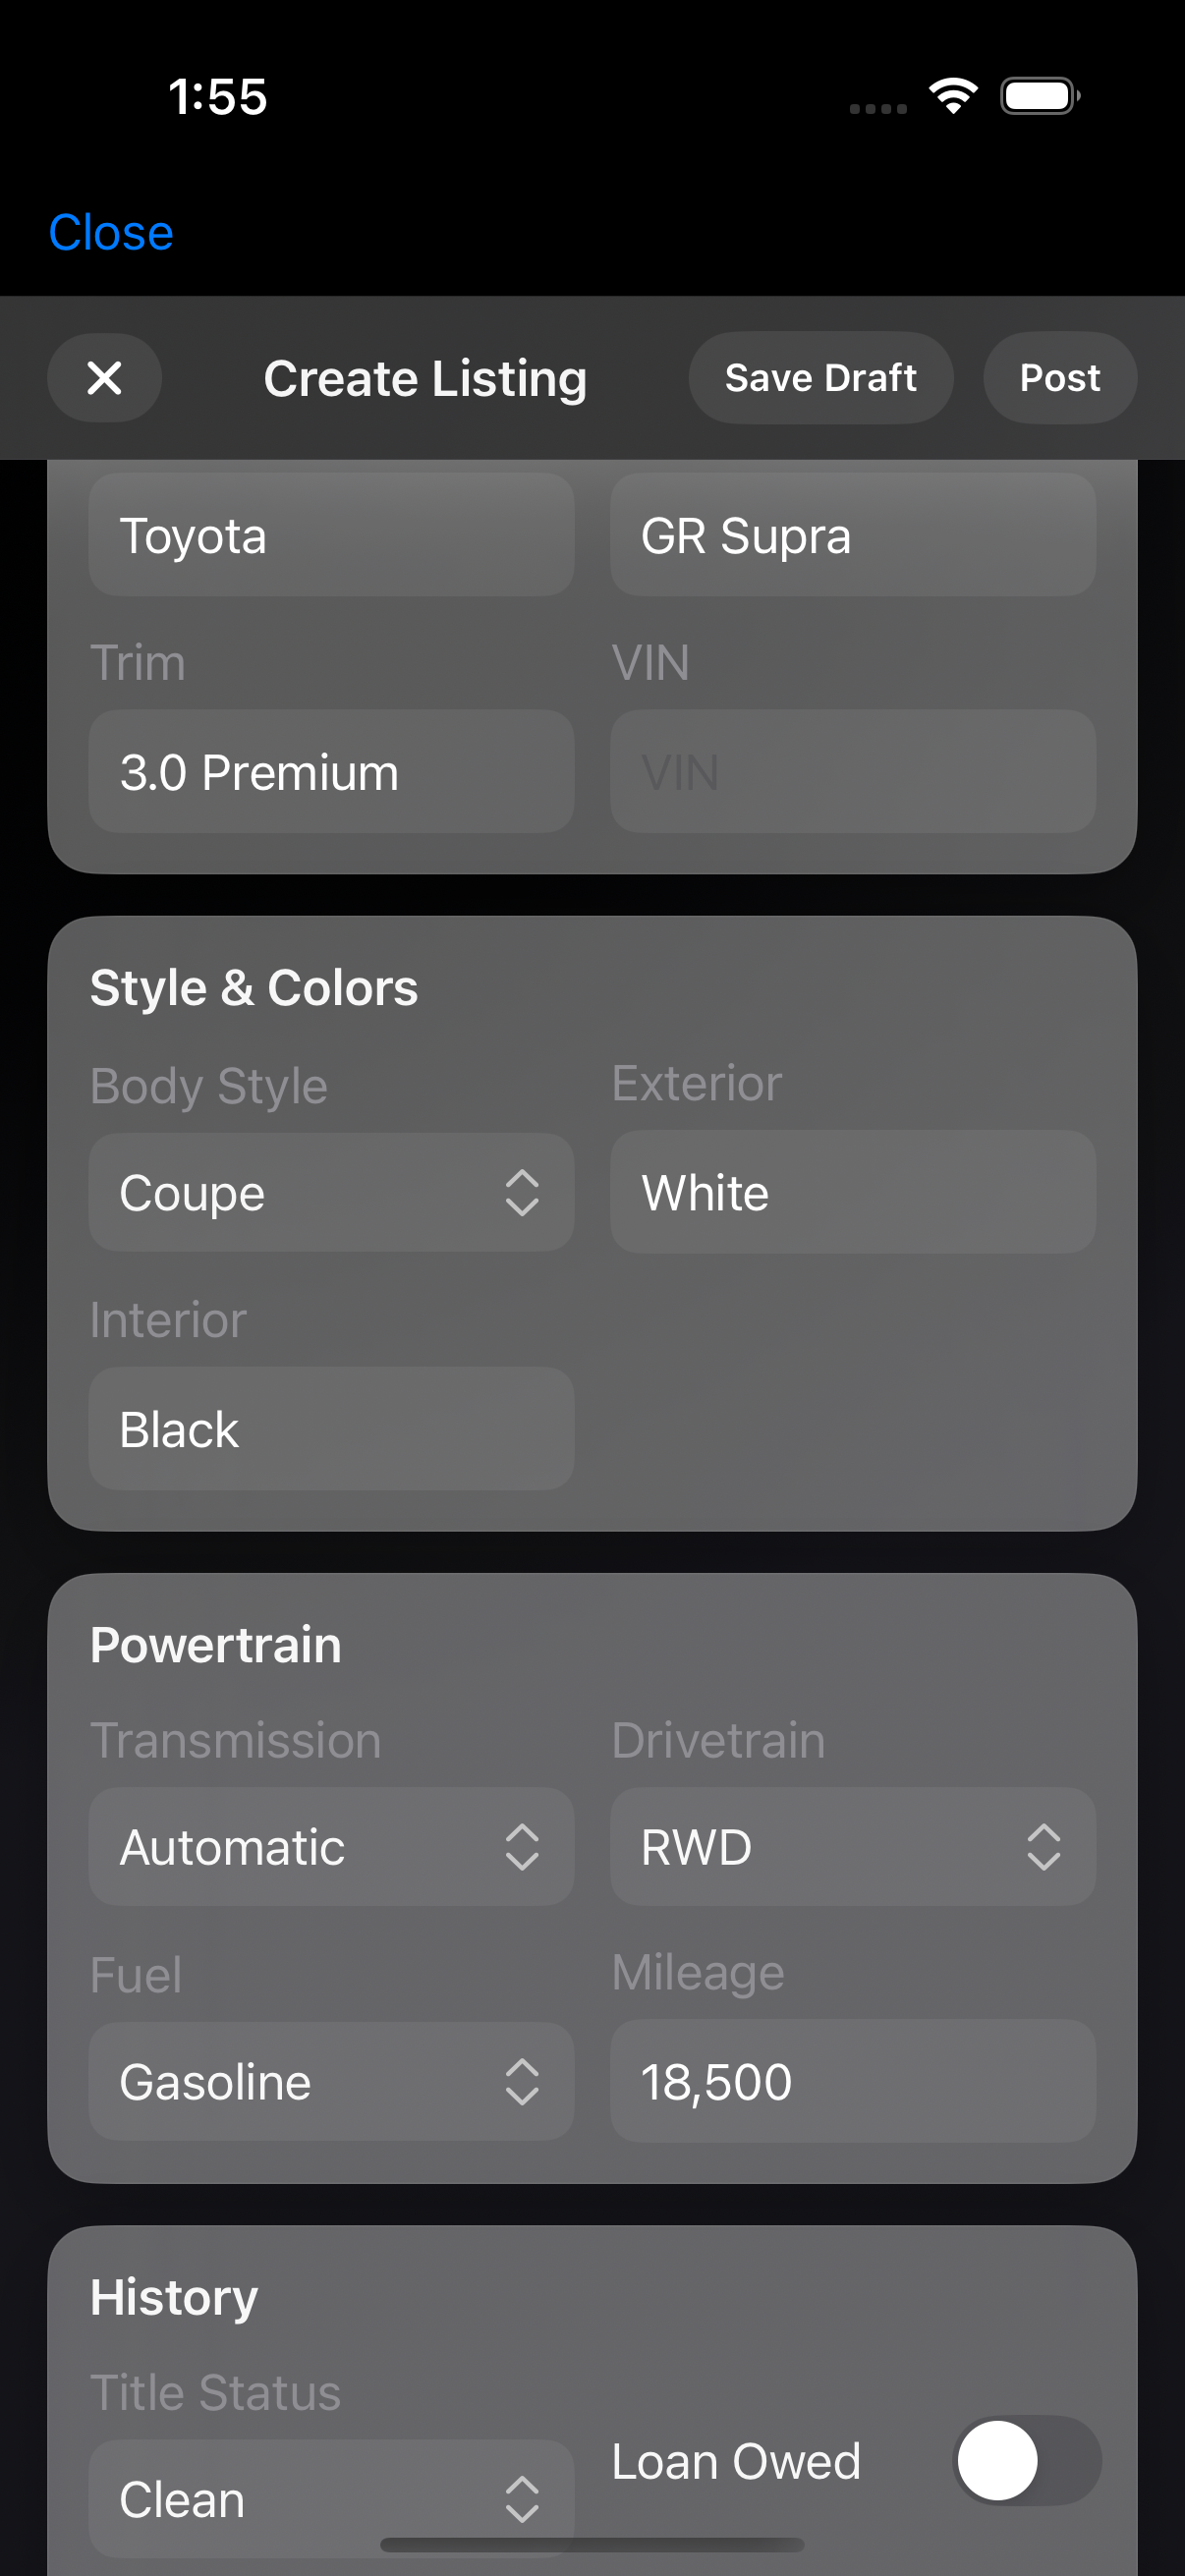 1:55
Close
Create Listing
Save Draft
Post
Toyota
GR Supra
Trim
VIN
3.0 Premium
VIN
Style & Colors
Body Style
Exterior
Coupe
White
Interior
Black
Powertrain
Transmission
Drivetrain
Automatic
RWD
Fuel
Mileage
Gasoline
18,500
History
Title Status
Loan Owed
Clean